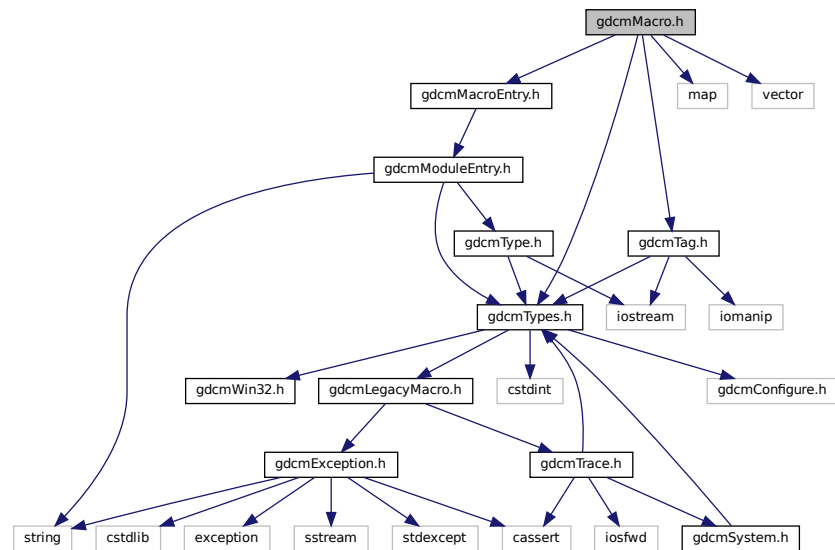 gdcmMacro.h
gdcmMacroEntry.h
map
vector
gdcmModuleEntry.h
gdcmType.h
gdcmTag.h
gdcmTypes.h
iostream
iomanip
gdcmWin32.h
gdcmLegacyMacro.h
cstdint
gdcmConfigure.h
gdcmException.h
gdcmTrace.h
string
cstdlib
exception
sstream
stdexcept
cassert
iosfwd
gdcmSystem.h